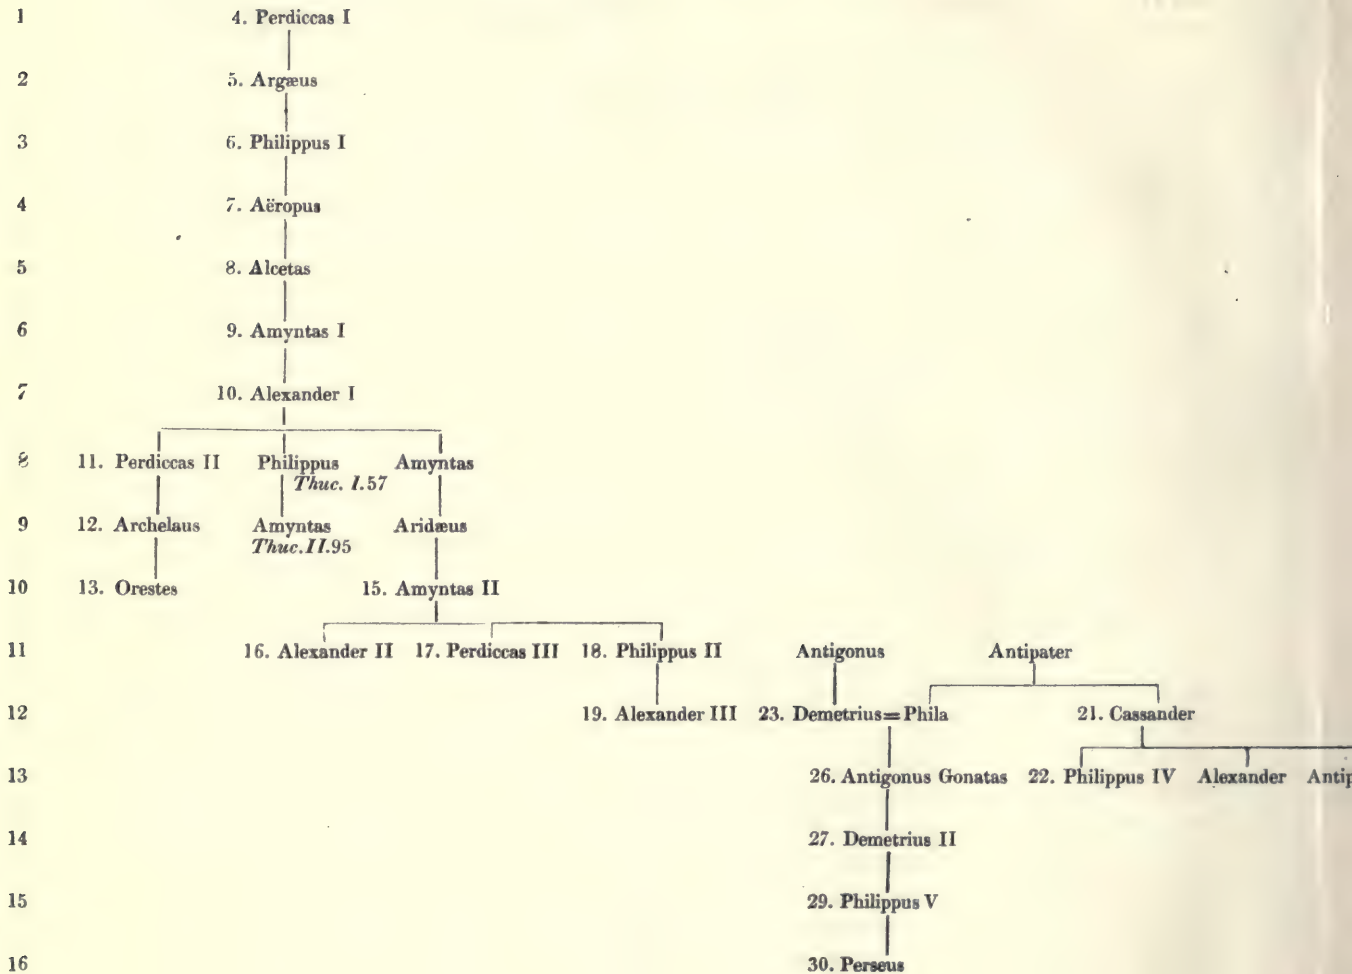 1 4. Perdiccas I
2 5. Argæus
3 6. Philippus I
4 7. Aëropus
5 8. Alcetas
6 9. Amyntas I
7 10. Alexander I
8 11. Perdiccas II Philippus Amyntas
Thuc. I.57
9 12. Archelaus Amyntas Aridæus
Thuc. II.95
10 13. Orestes 15. Amyntas II
11 16. Alexander II 17. Perdiccas III 18. Philippus II Antigonus Antipater
12 19. Alexander III 23. Demetrius=Phila 21. Cassander
13 26. Antigonus Gonatas 22. Philippus IV Alexander Antip
14 27. Demetrius II
15 29. Philippus V
16 30. Perseus